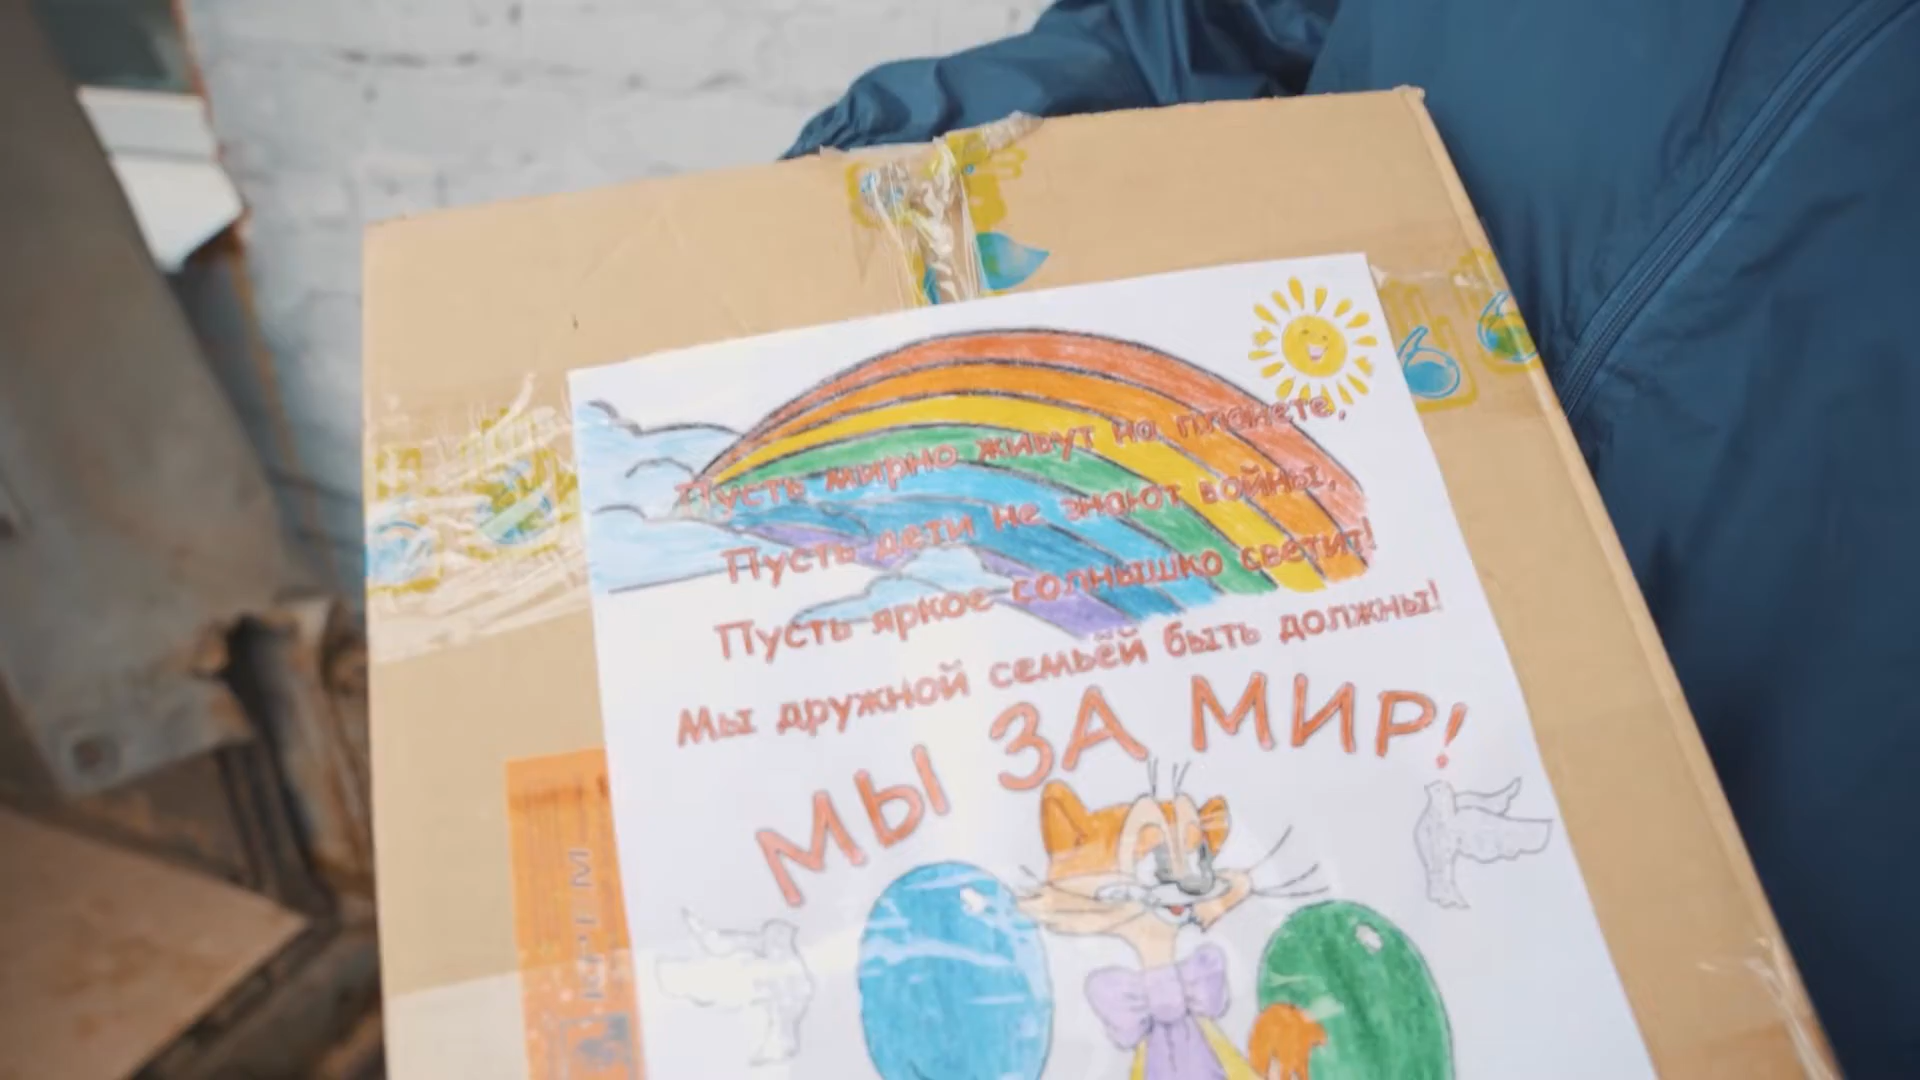 Пусть мирно живут на планете,
Пусть дети не знают войны,
Пусть яркое солнышко светит!
Мы дружной семьёй быть должны!
МЫ ЗА МИР!